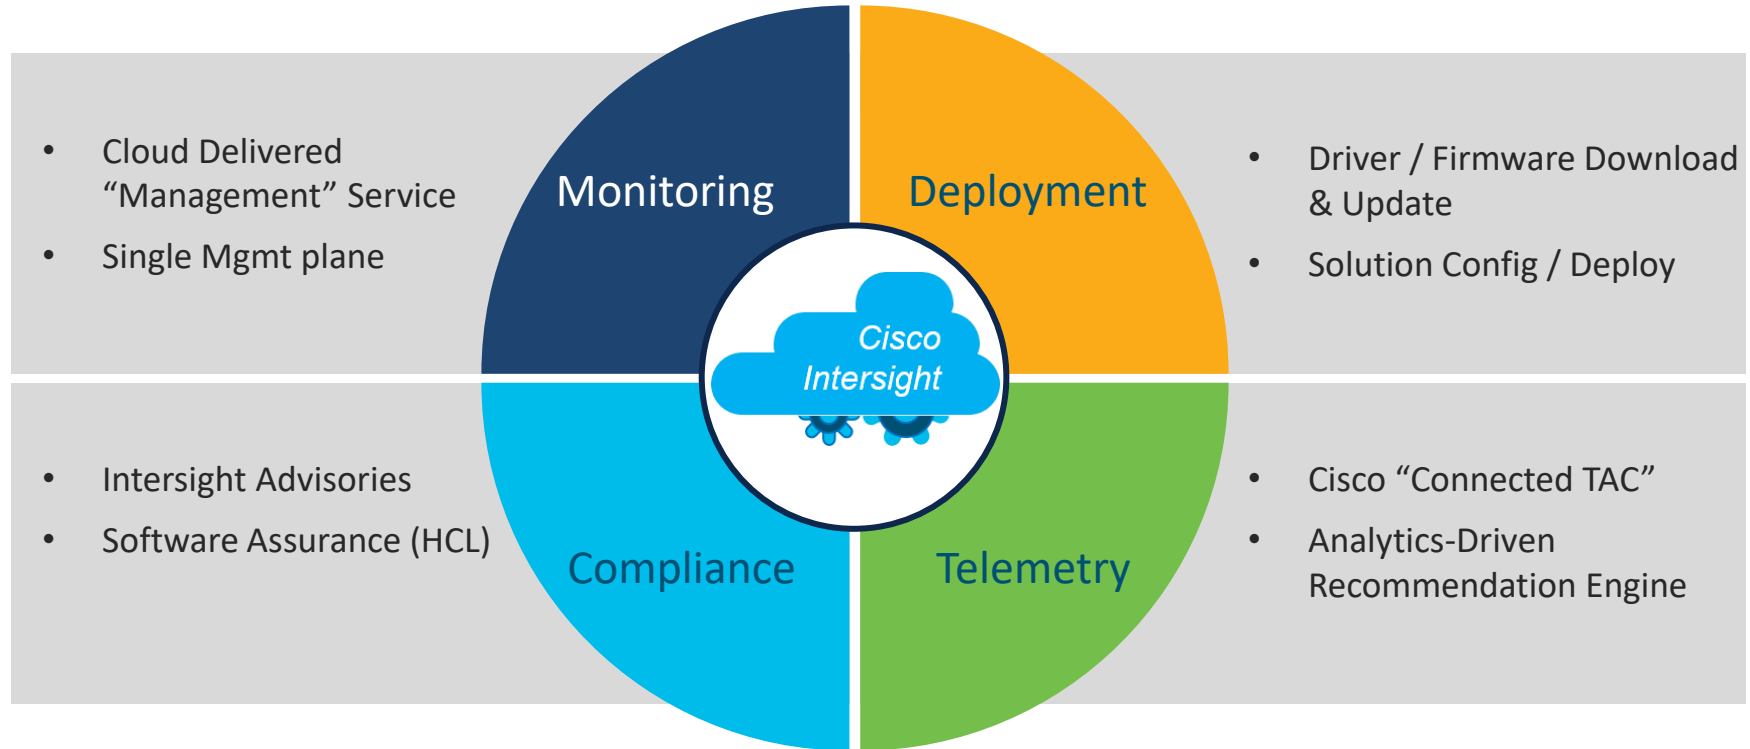 • Cloud Delivered
“Management” Service
• Single Mgmt plane
Monitoring
Deployment
• Driver / Firmware Download
& Update
• Solution Config / Deploy
Cisco
Intersight
• Intersight Advisories
• Software Assurance (HCL)
Compliance
Telemetry
• Cisco “Connected TAC”
• Analytics-Driven
Recommendation Engine